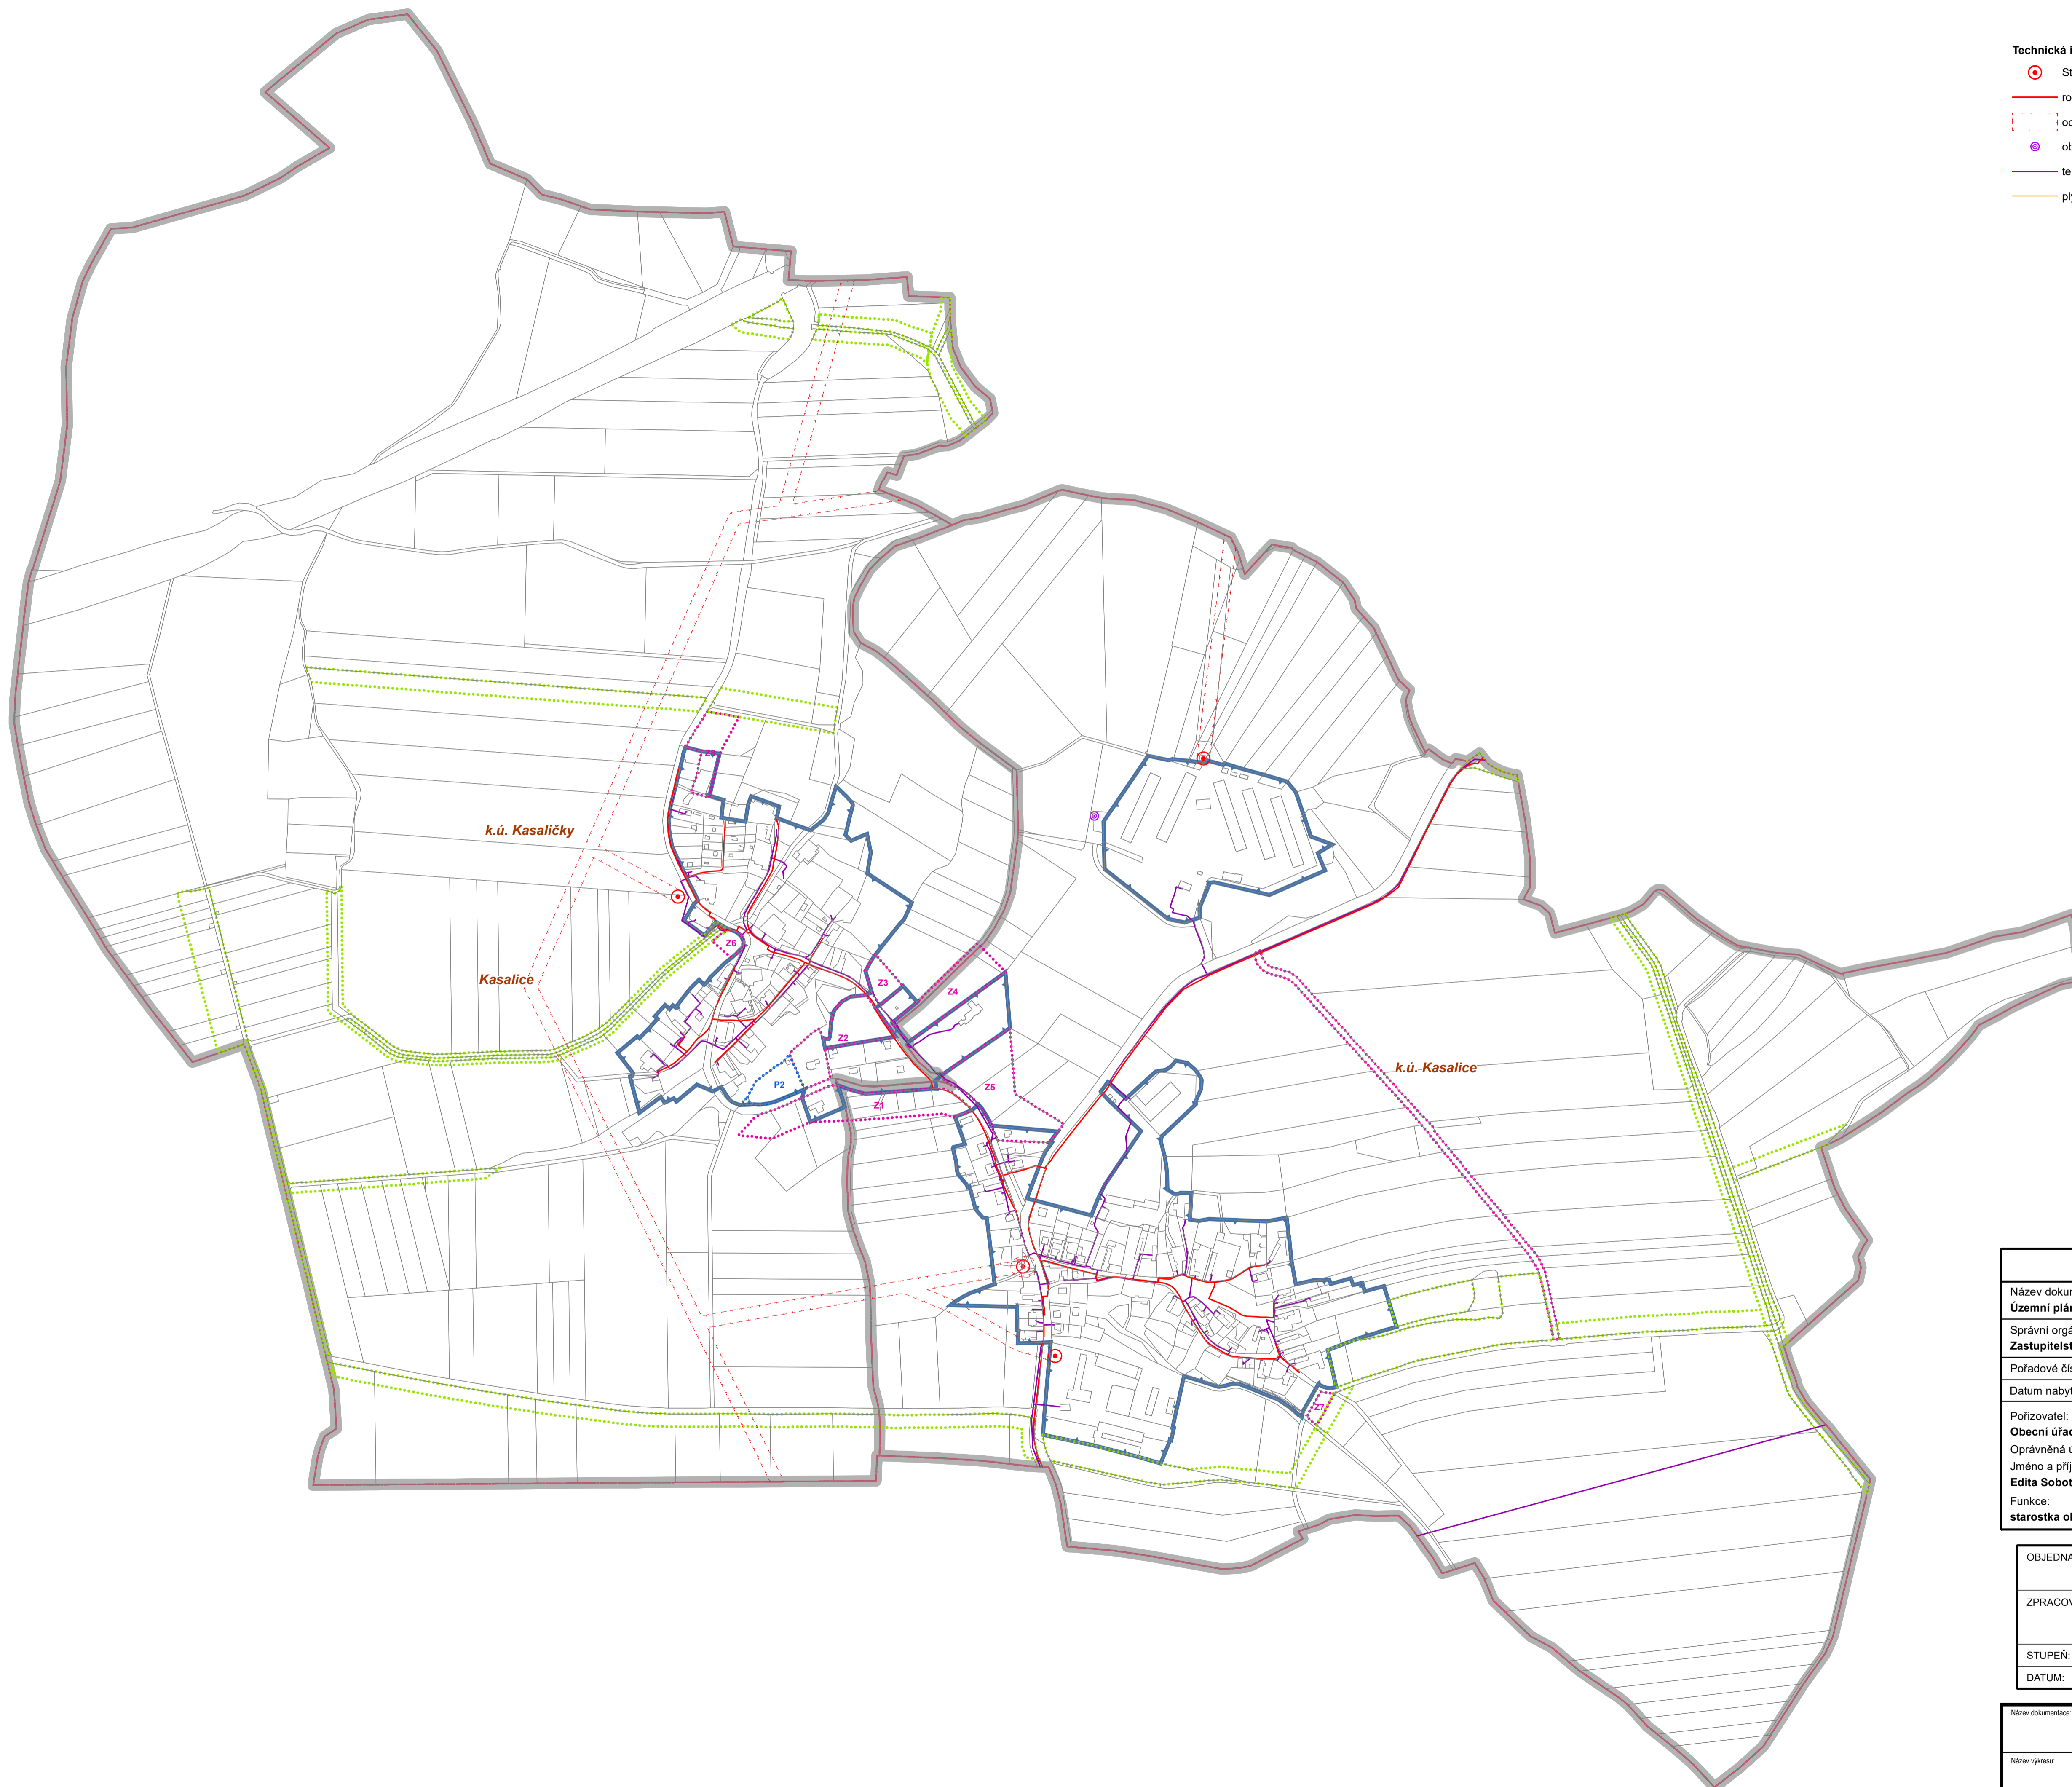 Technická i
St
ro
oc
ob
tel
ply
k.ú. Kasaličky
Kasalice
Z6
Z3
Z4
Z2
P2
Z1
Z5
k.ú. Kasalice
Z7
Název dokum
Územní plán
Správní orgá
Zastupitelst
Pořadové čís
Datum nabyt
Pořizovatel:
Obecní úřad
Oprávněná ú
Jméno a příj
Edita Sobot
Funkce:
starostka ob
OBJEDNA
ZPRACOV
STUPEŇ:
DATUM:
Název dokumentace:
Název výkresu: